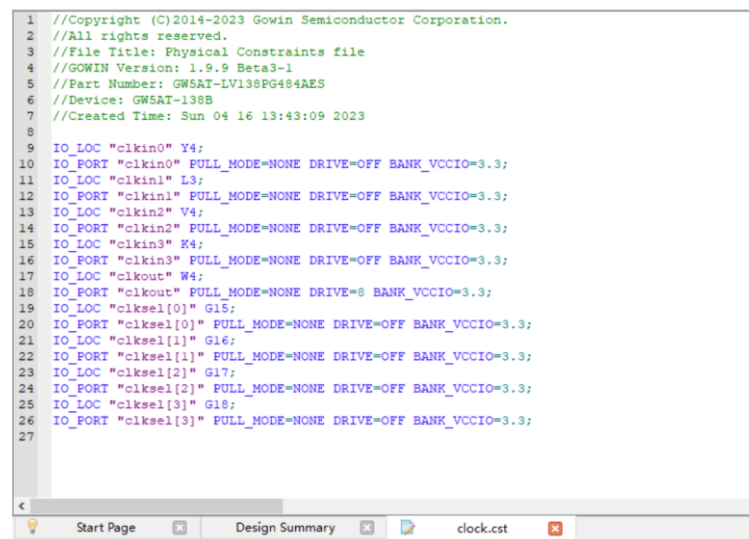 1 //Copyright (C)2014-2023 Gowin Semiconductor Corporation.
2 //All rights reserved.
3 //File Title: Physical Constraints file
4 //GOWIN Version: 1.9.9 Beta3-1
5 //Part Number: GW5AT-LV138PG484AES
6 //Device: GW5AT-138B
7 //Created Time: Sun 04 16 13:43:09 2023
8
9 IO_LOC "clkin0" Y4;
10 IO_PORT "clkin0" PULL_MODE=NONE DRIVE=OFF BANK_VCCIO=3.3;
11 IO_LOC "clkin1" L3;
12 IO_PORT "clkin1" PULL_MODE=NONE DRIVE=OFF BANK_VCCIO=3.3;
13 IO_LOC "clkin2" V4;
14 IO_PORT "clkin2" PULL_MODE=NONE DRIVE=OFF BANK_VCCIO=3.3;
15 IO_LOC "clkin3" K4;
16 IO_PORT "clkin3" PULL_MODE=NONE DRIVE=OFF BANK_VCCIO=3.3;
17 IO_LOC "clkout" W4;
18 IO_PORT "clkout" PULL_MODE=NONE DRIVE=8 BANK_VCCIO=3.3;
19 IO_LOC "clksel[0]" G15;
20 IO_PORT "clksel[0]" PULL_MODE=NONE DRIVE=OFF BANK_VCCIO=3.3;
21 IO_LOC "clksel[1]" G16;
22 IO_PORT "clksel[1]" PULL_MODE=NONE DRIVE=OFF BANK_VCCIO=3.3;
23 IO_LOC "clksel[2]" G17;
24 IO_PORT "clksel[2]" PULL_MODE=NONE DRIVE=OFF BANK_VCCIO=3.3;
25 IO_LOC "clksel[3]" G18;
26 IO_PORT "clksel[3]" PULL_MODE=NONE DRIVE=OFF BANK_VCCIO=3.3;
27
Start Page Design Summary clock.cst